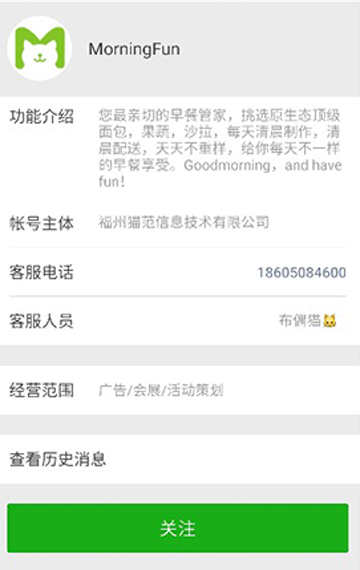 MorningFun
功能介绍
您最亲切的早餐管家，挑选原生态顶级
面包，果蔬，沙拉，每天清晨制作，清
晨配送，天天不重样，给你每天不一样
的早餐享受。Goodmorning，and have
fun！
帐号主体 福州猫范信息技术有限公司
客服电话 18605084600
客服人员 布偶猫🐱
经营范围 广告/会展/活动策划
查看历史消息
关注